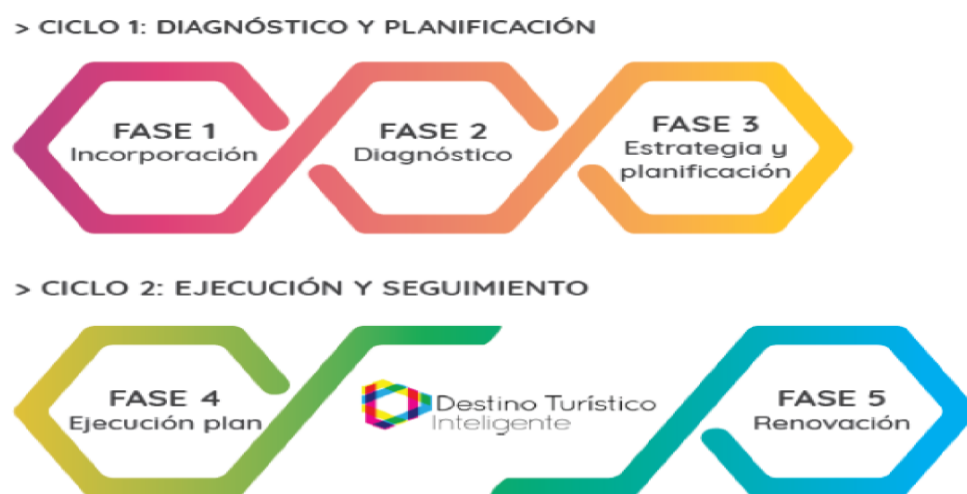 > CICLO 1: DIAGNÓSTICO Y PLANIFICACIÓN
FASE 1
Incorporación
FASE 2
Diagnóstico
FASE 3
Estrategia y
planificación
> CICLO 2: EJECUCIÓN Y SEGUIMIENTO
FASE 4
Ejecución plan
Destino Turístico
Inteligente
FASE 5
Renovación